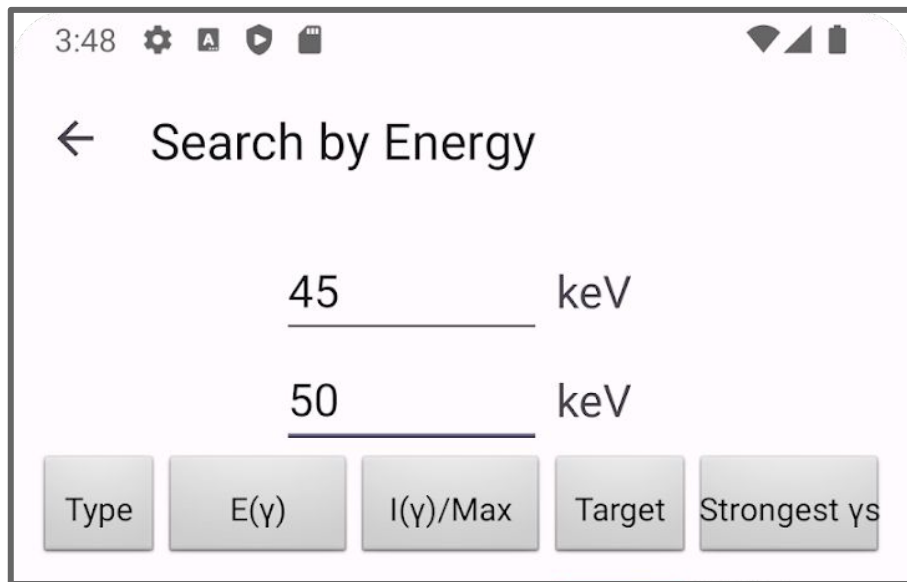 3:48
Search by Energy
45 keV
50 keV
Type E(γ) I(γ)/Max Target Strongest γs